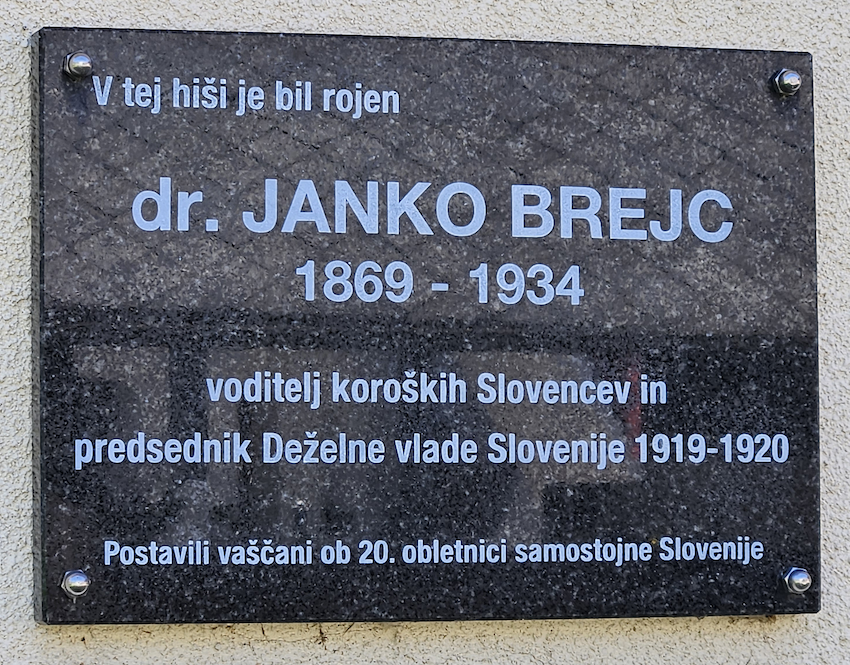 V tej hiši je bil rojen
dr. JANKO BREJC
1869 - 1934
voditelj koroških Slovencev in
predsednik Deželne vlade Slovenije 1919-1920
Postavili vaščani ob 20. obletnici samostojne Slovenije